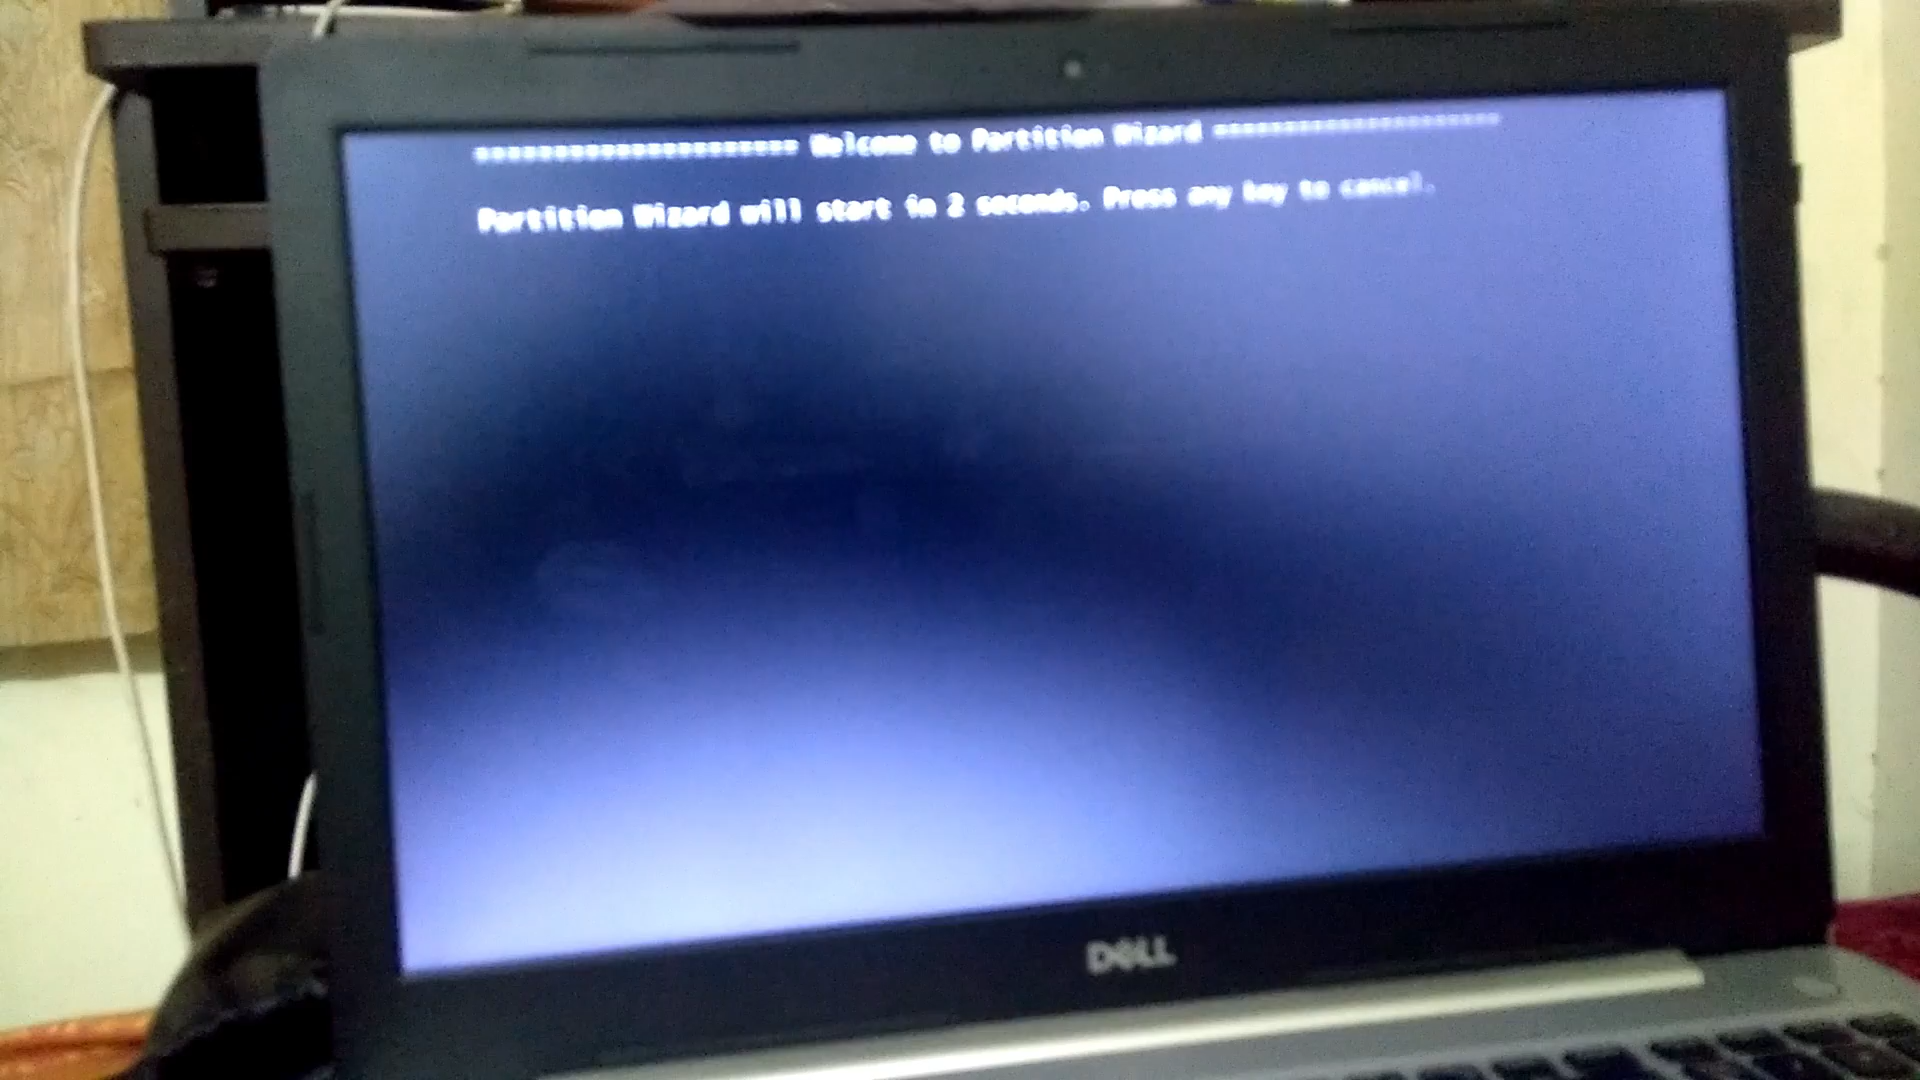 ====================== Welcome to Partition Wizard ======================
Partition Wizard will start in 2 seconds. Press any key to cancel.
DELL